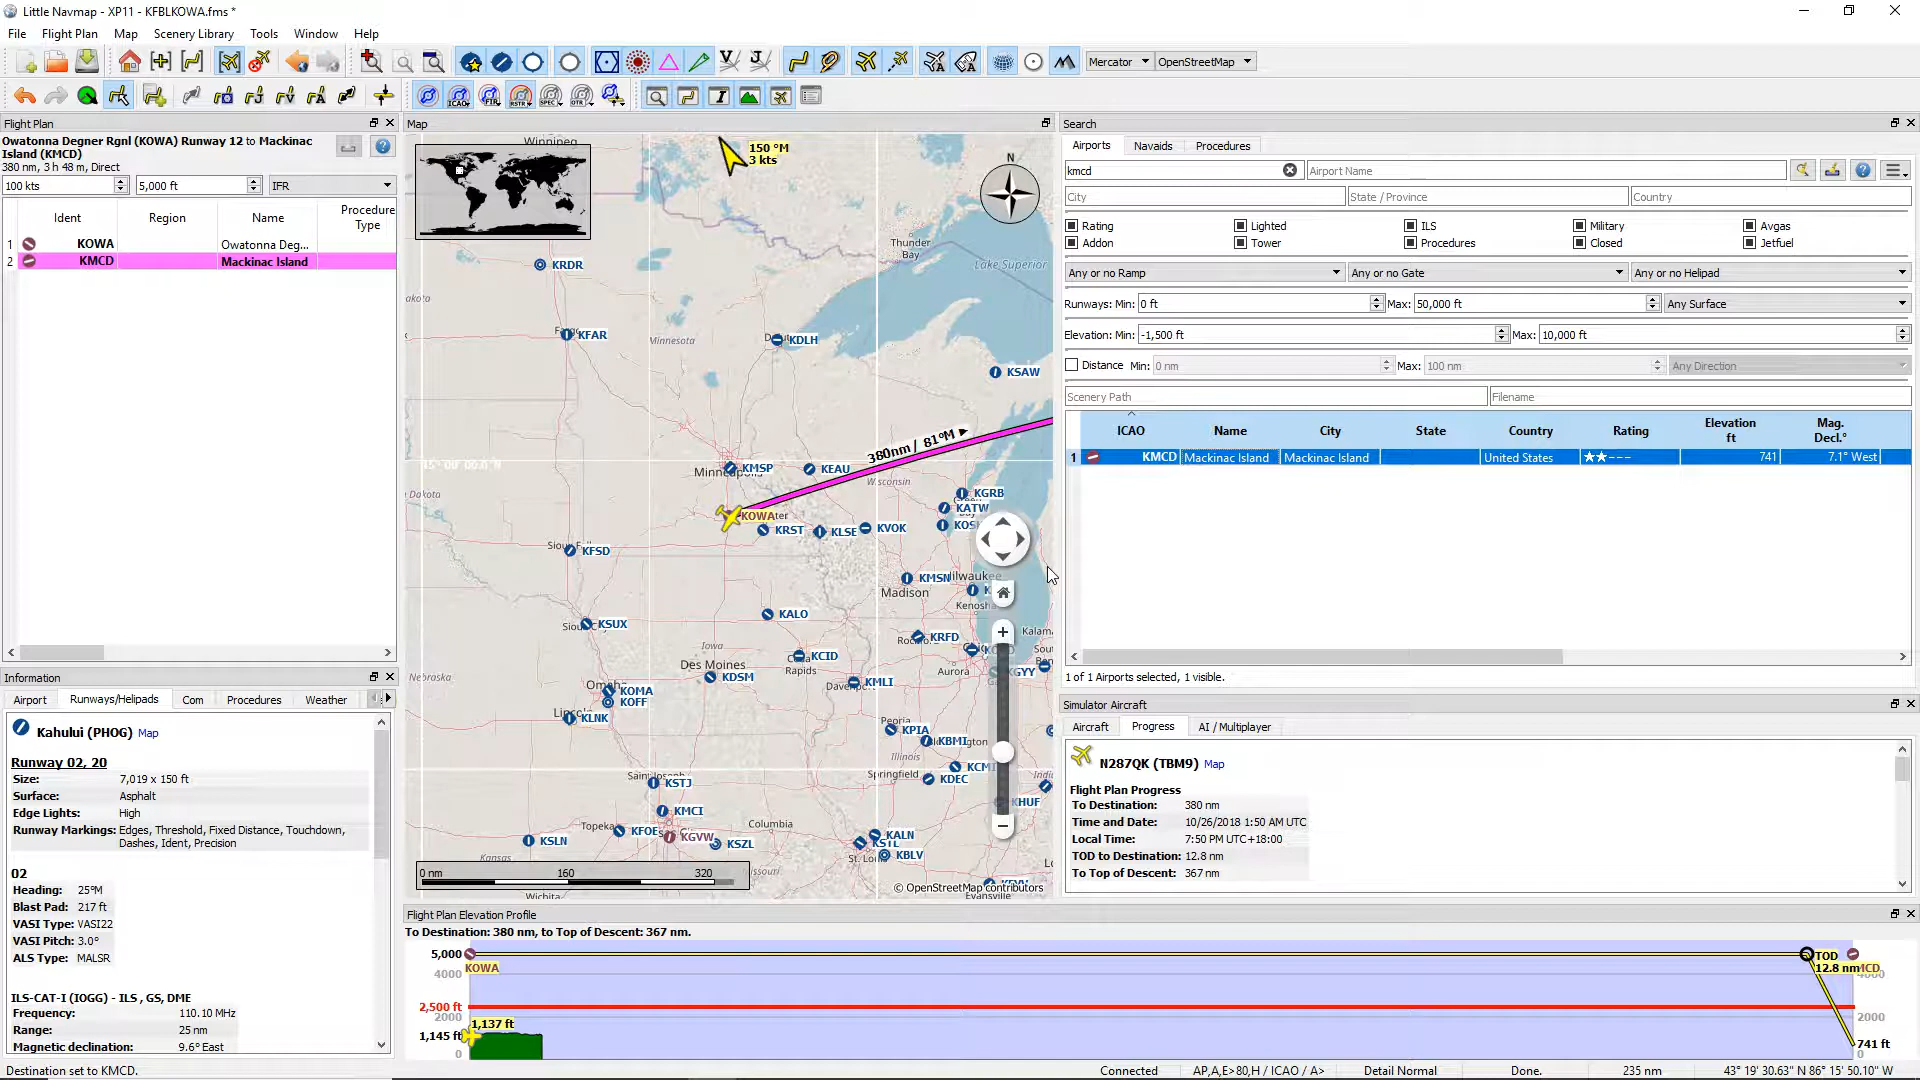 Little Navmap - XP11 - KFBLKOWA.fms *
File Flight Plan Map Scenery Library Tools Window Help
Mercator OpenStreetMap
Flight Plan
Owatonna Degner Rgnl (KOWA) Runway 12 to Mackinac
Island (KMCD)
380 nm, 3 h 48 m, Direct
100 kts 5,000 ft IFR
Ident Region Name Procedure Type
1 KOWA Owatonna Deg...
2 KMCD Mackinac Island
Information
Airport Runways/Helipads Com Procedures Weather
Kahului (PHOG) Map
Runway 02, 20
Size: 7,019 x 150 ft
Surface: Asphalt
Edge Lights: High
Runway Markings: Edges, Threshold, Fixed Distance, Touchdown,
Dashes, Ident, Precision
02
Heading: 25°M
Blast Pad: 217 ft
VASI Type: VASI22
VASI Pitch: 3.0°
ALS Type: MALSR
ILS-CAT-I (IOGG) - ILS , GS, DME
Frequency: 110.10 MHz
Range: 25 nm
Magnetic declination: 9.6° East
Destination set to KMCD.
Map
Winnipeg
150 °M
3 kts
N
Thunder
Bay
Lake Superior
KRDR
KFAR
Minnesota
KDLH
KSAW
380nm / 81°M
KMSP
KEAU
Wisconsin
KGRB
KATW
KOWA
KRST
KLSE
KVOK
KFSD
KMSN
Madison
Kenosha
KALO
KSUX
Iowa
KRFD
Des Moines
KCID
Rapids
Aurora
KGYY
Nebraska
KDSM
KMLI
KOMA
KOFF
KLNK
Peoria
KPIA
KBMI
Illinois
Springfield
KDEC
KSTJ
KHUF
KMCI
Topeka
KFOE
KGVW
Columbia
KSLN
KSZL
KALN
KSTL
KBLV
Kansas
Wichita
Evansville
0 nm 160 320
© OpenStreetMap contributors
Flight Plan Elevation Profile
To Destination: 380 nm, to Top of Descent: 367 nm.
5,000
4000
KOWA
TOD
12.8 nm
2,500 ft
2000
1,137 ft
1,145 ft
0
2000
741 ft
0
Search
Airports Navaids Procedures
kmcd Airport Name
City State / Province Country
Rating Lighted ILS Military Avgas
Addon Tower Procedures Closed Jetfuel
Any or no Ramp Any or no Gate Any or no Helipad
Runways: Min: 0 ft Max: 50,000 ft Any Surface
Elevation: Min: -1,500 ft Max: 10,000 ft
Distance Min: 0 nm Max: 100 nm Any Direction
Scenery Path Filename
ICAO Name City State Country Rating Elevation ft Mag. Decl.°
1 KMCD Mackinac Island Mackinac Island United States ★★--- 741 7.1° West
1 of 1 Airports selected, 1 visible.
Simulator Aircraft
Aircraft Progress AI / Multiplayer
N287QK (TBM9) Map
Flight Plan Progress
To Destination: 380 nm
Time and Date: 10/26/2018 1:50 AM UTC
Local Time: 7:50 PM UTC+18:00
TOD to Destination: 12.8 nm
To Top of Descent: 367 nm
Connected AP,A,E>80,H / ICAO / A> Detail Normal Done. 235 nm 43° 19' 30.63" N 86° 15' 50.10" W